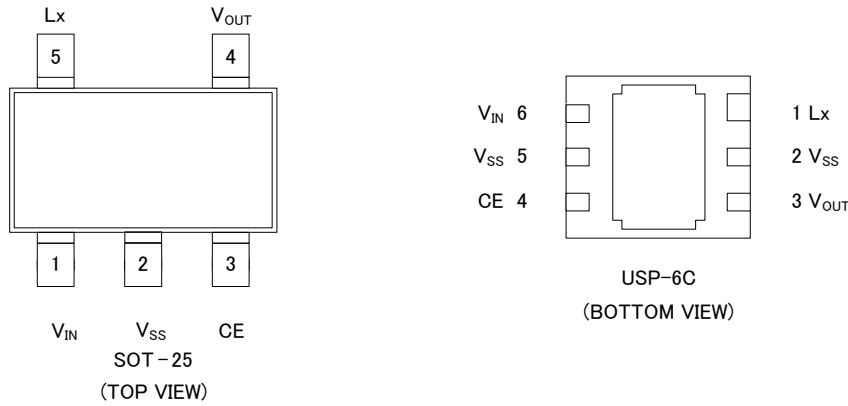 Lx VOUT
5 4
1 2 3
VIN VSS CE
SOT-25
(TOP VIEW)
VIN 6 1 Lx
VSS 5 2 VSS
CE 4 3 VOUT
USP-6C
(BOTTOM VIEW)